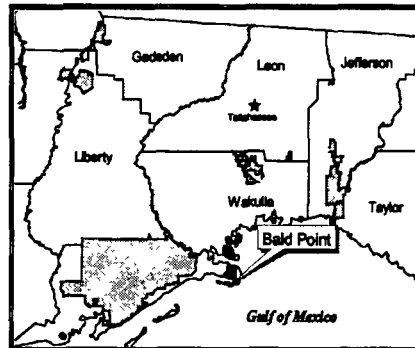 Gadsden
Leon
Jefferson
Tallahassee
Liberty
Wakulla
Taylor
Bald Point
Gulf of Mexico